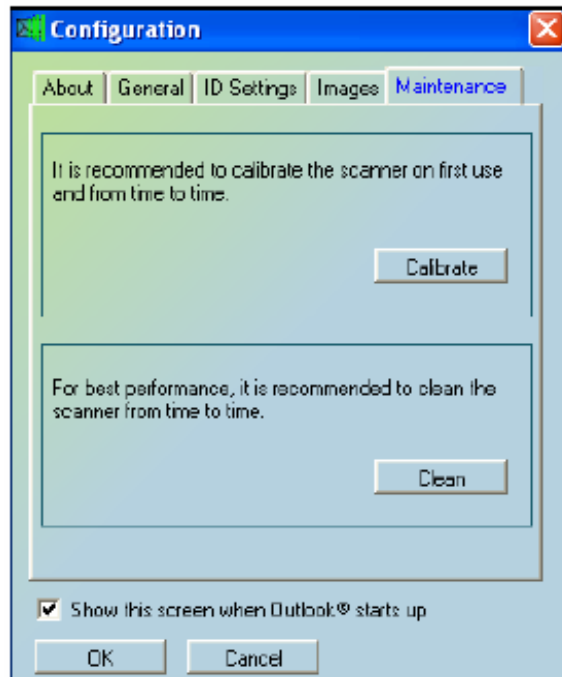 Configuration
About General ID Settings Images Maintenance
It is recommended to calibrate the scanner on first use
and from time to time.
Calibrate
For best performance, it is recommended to clean the
scanner from time to time.
Clean
Show this screen when Outlook® starts up
OK Cancel